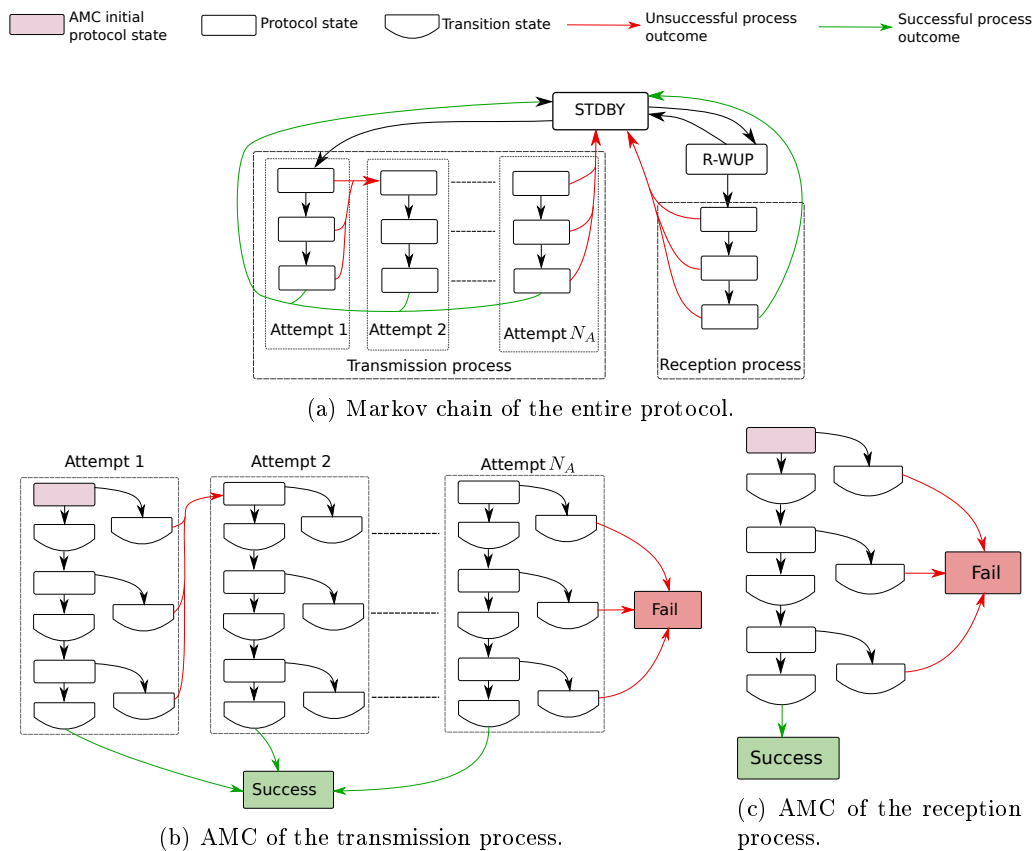 AMC initial
protocol state
Protocol state
Transition state
Unsuccessful process
outcome
Successful process
outcome
STDBY
R-WUP
Attempt 1
Attempt 2
Attempt N_A
Transmission process
Reception process
(a) Markov chain of the entire protocol.
Attempt 1
Attempt 2
Attempt N_A
Fail
Success
(b) AMC of the transmission process.
Fail
Success
(c) AMC of the reception
process.